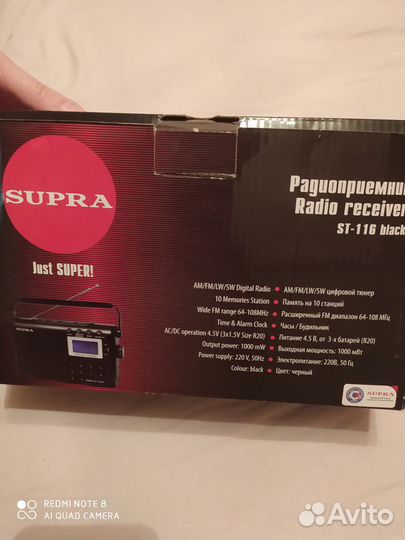 SUPRA
Just SUPER!
Радиоприемник
Radio receiver
ST-116 black
AM/FM/LW/SW Digital Radio • AM/FM/LW/SW цифровой тюнер
10 Memories Station • Память на 10 станций
Wide FM range 64-108MHz • Расширенный FM диапазон 64-108 МГц
Time & Alarm Clock • Часы / Будильник
AC/DC operation 4.5V (3x1.5V Size R20) • Питание 4.5 В, от 3-х батарей (R20)
Output power: 1000 mW • Выходная мощность: 1000 мВт
Power supply: 220 V, 50Hz • Электропитание: 220В, 50 Гц
Colour: black • Цвет: черный
SUPRA
SUPRA
REDMI NOTE 8
AI QUAD CAMERA
Avito